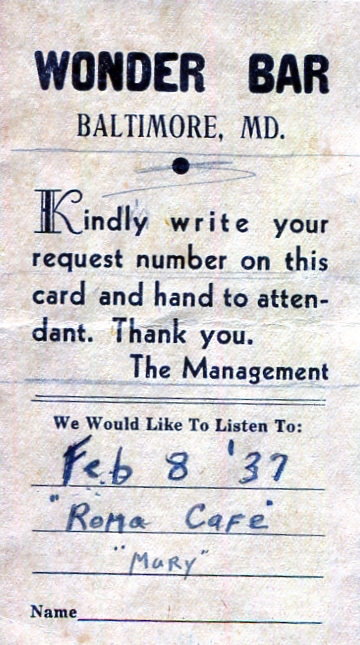 WONDER BAR
BALTIMORE, MD.
Kindly write your
request number on this
card and hand to atten-
dant. Thank you.
The Management
We Would Like To Listen To:
Feb 8 '37
"Roma Cafe"
"Mary"
Name